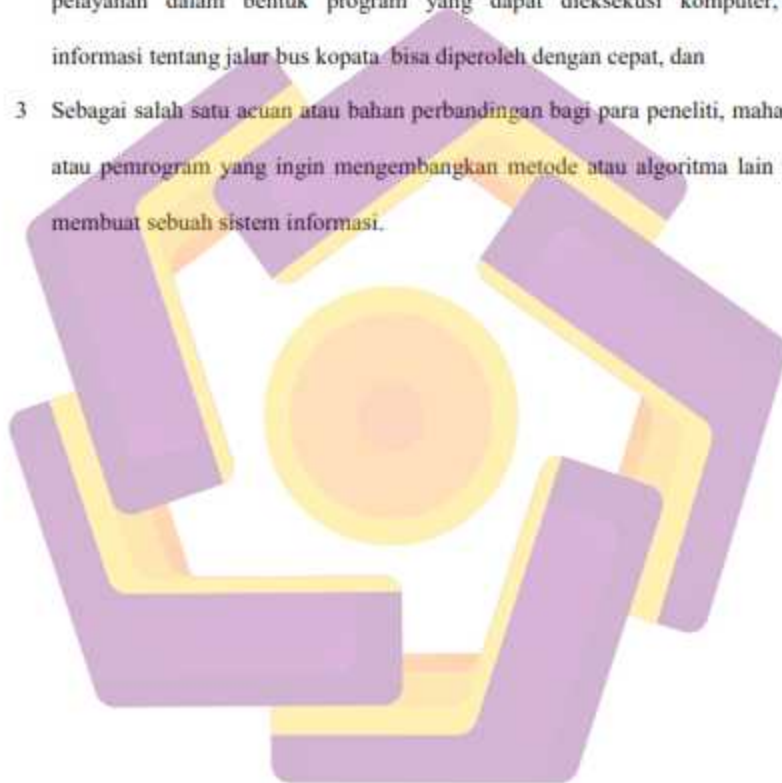 pelayanan dalam bentuk program yang dapat dieksekusi komputer,
informasi tentang jalur bus kopata bisa diperoleh dengan cepat, dan
3 Sebagai salah satu acuan atau bahan perbandingan bagi para peneliti, maha
atau pemrogram yang ingin mengembangkan metode atau algoritma lain
membuat sebuah sistem informasi.